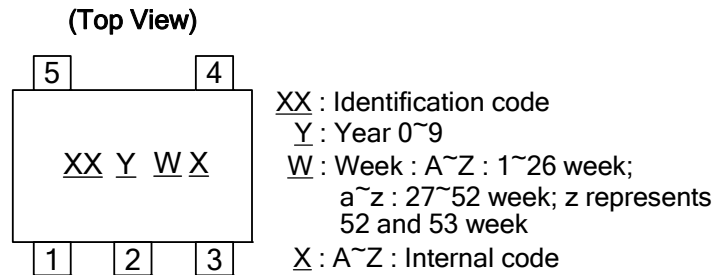 (Top View)
5 4
XX Y W X
1 2 3
XX : Identification code
Y : Year 0~9
W : Week : A~Z : 1~26 week;
a~z : 27~52 week; z represents
52 and 53 week
X : A~Z : Internal code